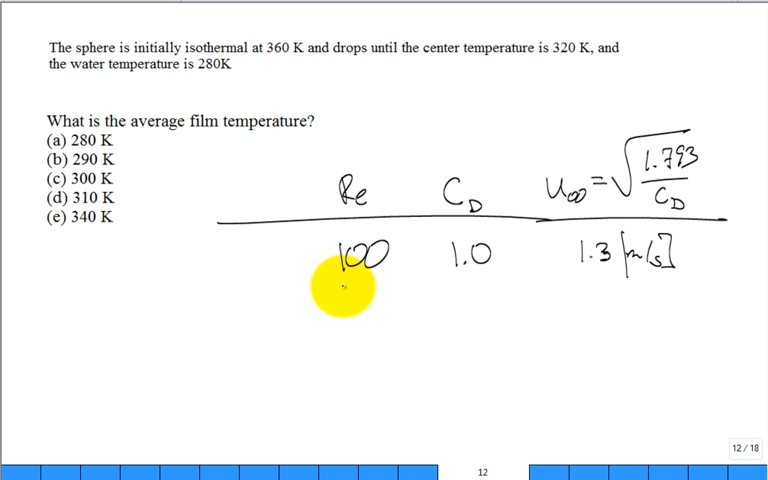 The sphere is initially isothermal at 360 K and drops until the center temperature is 320 K, and
the water temperature is 280K
What is the average film temperature?
(a) 280 K
(b) 290 K
(c) 300 K
(d) 310 K
(e) 340 K
Re C_D u_∞ = √(1.793/C_D)
100 1.0 1.3 [m/s]
12 / 18
12